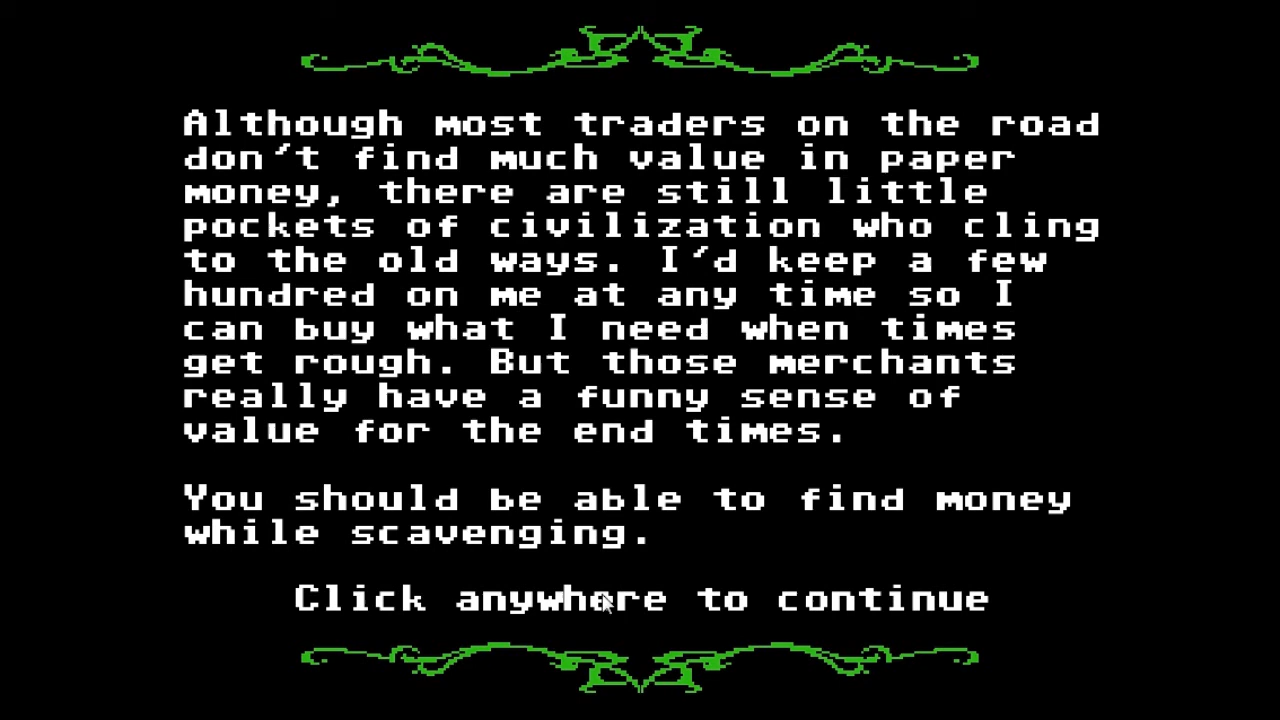 Although most traders on the road
don't find much value in paper
money, there are still little
pockets of civilization who cling
to the old ways. I'd keep a few
hundred on me at any time so I
can buy what I need when times
get rough. But those merchants
really have a funny sense of
value for the end times.
You should be able to find money
while scavenging.
Click anywhere to continue